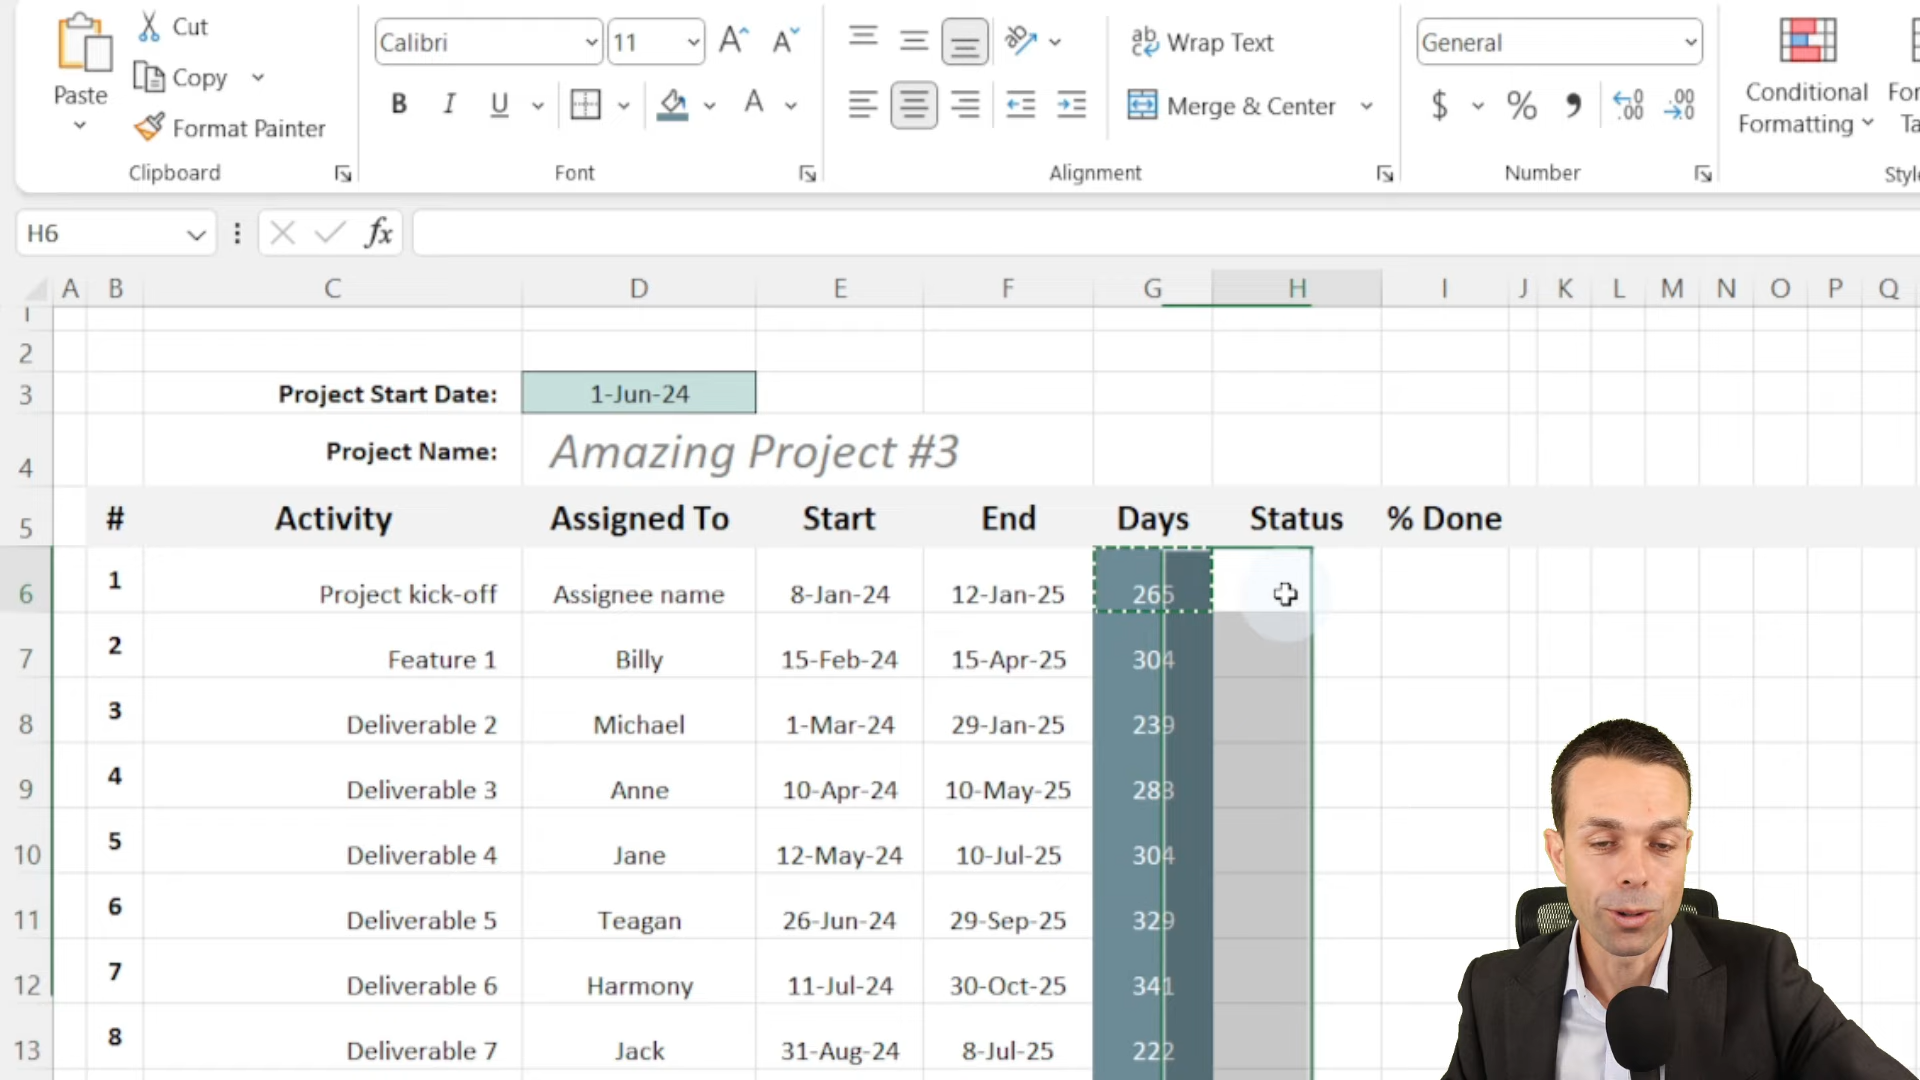 Cut
Calibri 11 Wrap Text General
Paste Copy Conditional
Format Painter B I U A Merge & Center $ % Formatting
Clipboard Font Alignment Number
H6 fx
A B C D E F G H I J K L M N O P Q
2
3 Project Start Date: 1-Jun-24
4 Project Name: Amazing Project #3
5 # Activity Assigned To Start End Days Status % Done
6 1 Project kick-off Assignee name 8-Jan-24 12-Jan-25 265
7 2 Feature 1 Billy 15-Feb-24 15-Apr-25 304
8 3 Deliverable 2 Michael 1-Mar-24 29-Jan-25 239
9 4 Deliverable 3 Anne 10-Apr-24 10-May-25 283
10 5 Deliverable 4 Jane 12-May-24 10-Jul-25 304
11 6 Deliverable 5 Teagan 26-Jun-24 29-Sep-25 329
12 7 Deliverable 6 Harmony 11-Jul-24 30-Oct-25 341
13 8 Deliverable 7 Jack 31-Aug-24 8-Jul-25 222